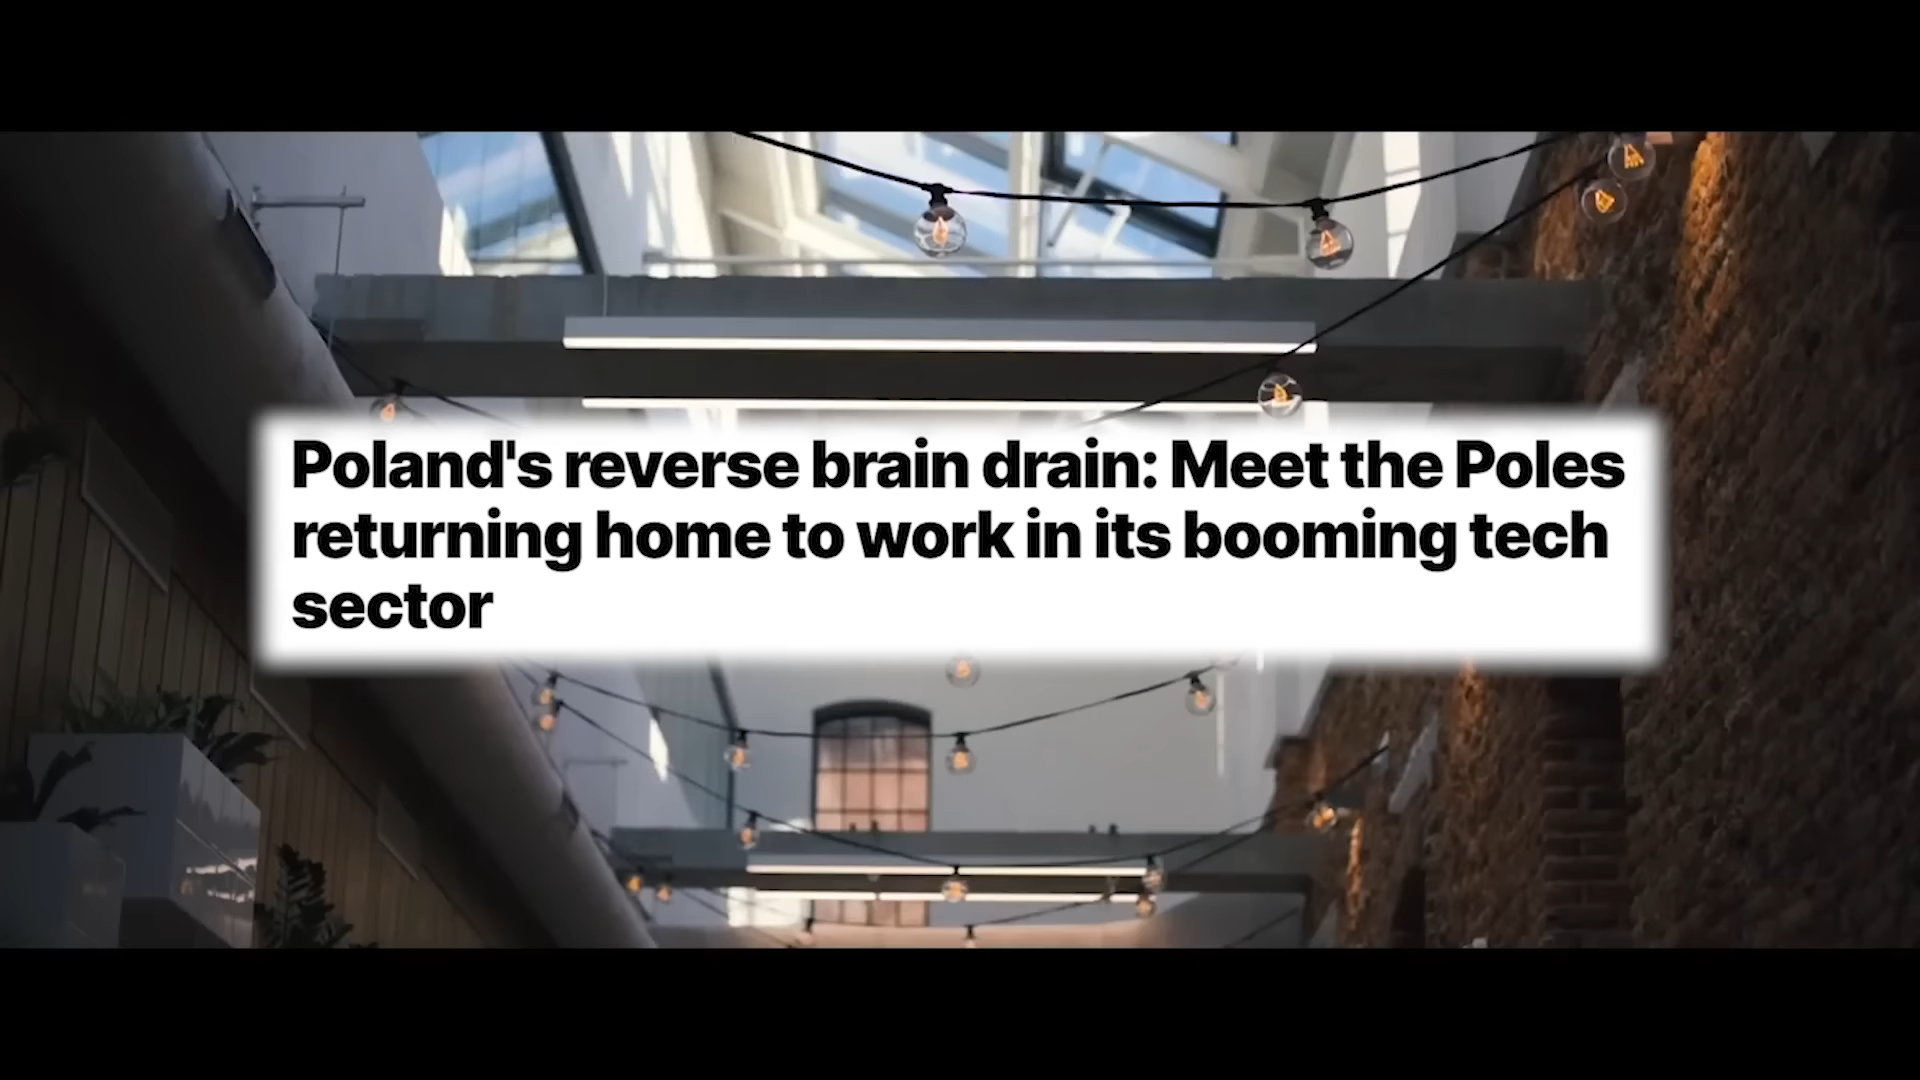 Poland's reverse brain drain: Meet the Poles
returning home to work in its booming tech
sector